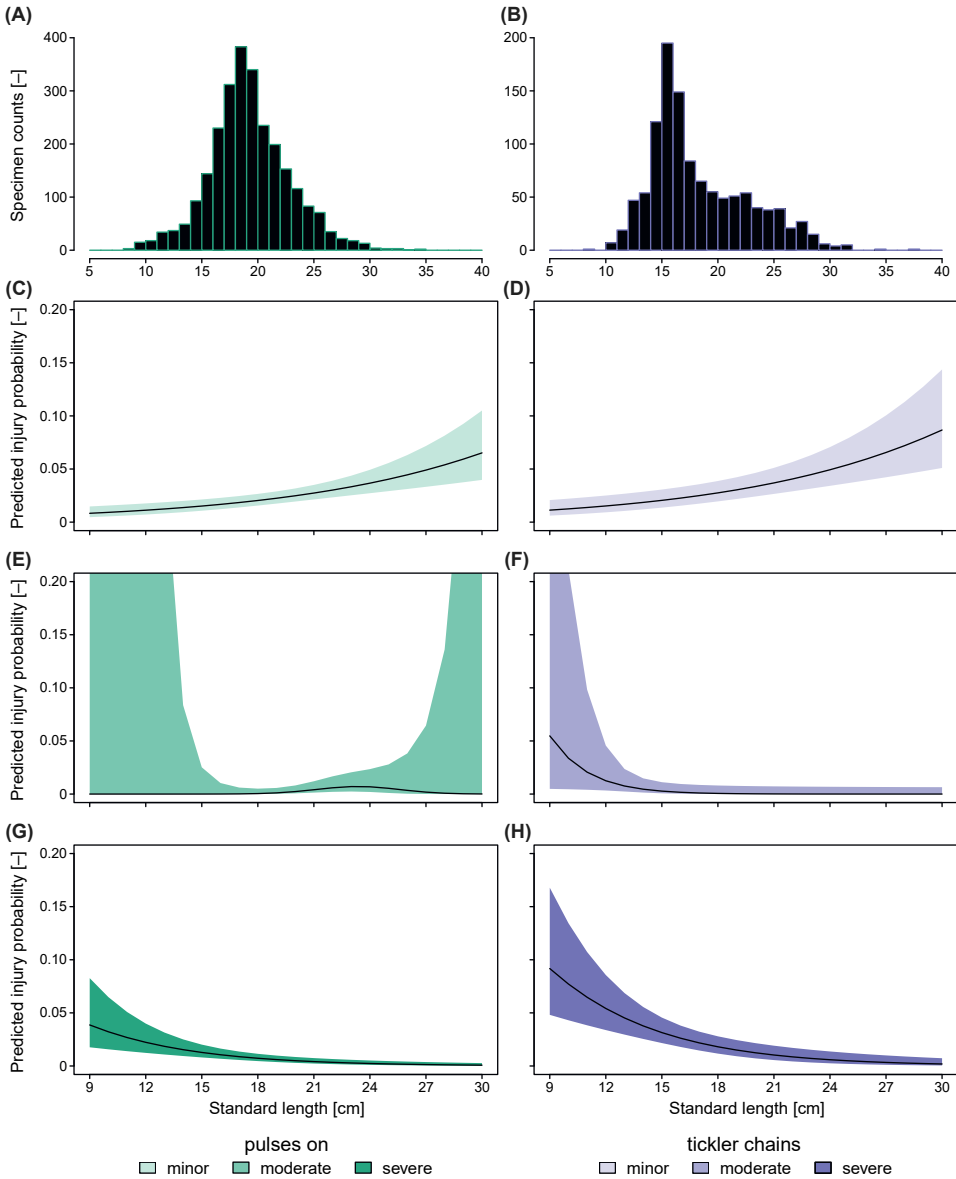 (A)
(B)
Specimen counts [–]
400
300
200
100
0
5 10 15 20 25 30 35 40
200
150
100
50
0
5 10 15 20 25 30 35 40
(C)
(D)
Predicted injury probability [–]
0.20
0.15
0.10
0.05
0
(E)
(F)
Predicted injury probability [–]
0.20
0.15
0.10
0.05
0
(G)
(H)
Predicted injury probability [–]
0.20
0.15
0.10
0.05
0
9 12 15 18 21 24 27 30
9 12 15 18 21 24 27 30
Standard length [cm]
Standard length [cm]
pulses on
minor moderate severe
tickler chains
minor moderate severe